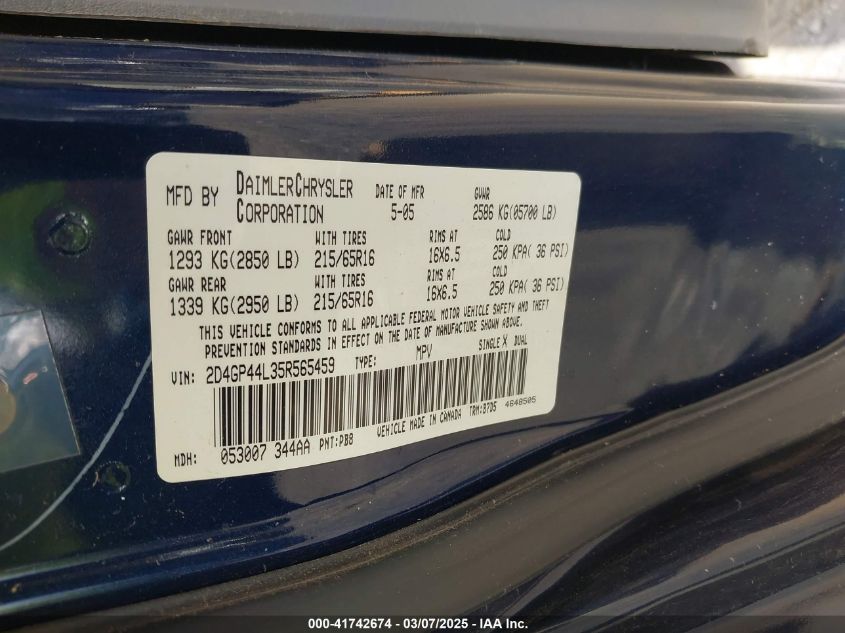 MFD BY DAIMLERCHRYSLER CORPORATION DATE OF MFR 5-05 GVWR 2586 KG(05700 LB)
GAWR FRONT WITH TIRES RIMS AT COLD
1293 KG(2850 LB) 215/65R16 16X6.5 250 KPA( 36 PSI)
GAWR REAR WITH TIRES RIMS AT COLD
1339 KG(2950 LB) 215/65R16 16X6.5 250 KPA( 36 PSI)
THIS VEHICLE CONFORMS TO ALL APPLICABLE FEDERAL MOTOR VEHICLE SAFETY AND THEFT
PREVENTION STANDARDS IN EFFECT ON THE DATE OF MANUFACTURE SHOWN ABOVE.
VIN: 2D4GP44L35R565459 TYPE: MPV SINGLE X DUAL
MDH: 053007 344AA PNT:PB8 VEHICLE MADE IN CANADA TRM:B7D5 4648505
000-41742674 - 03/07/2025 - IAA Inc.